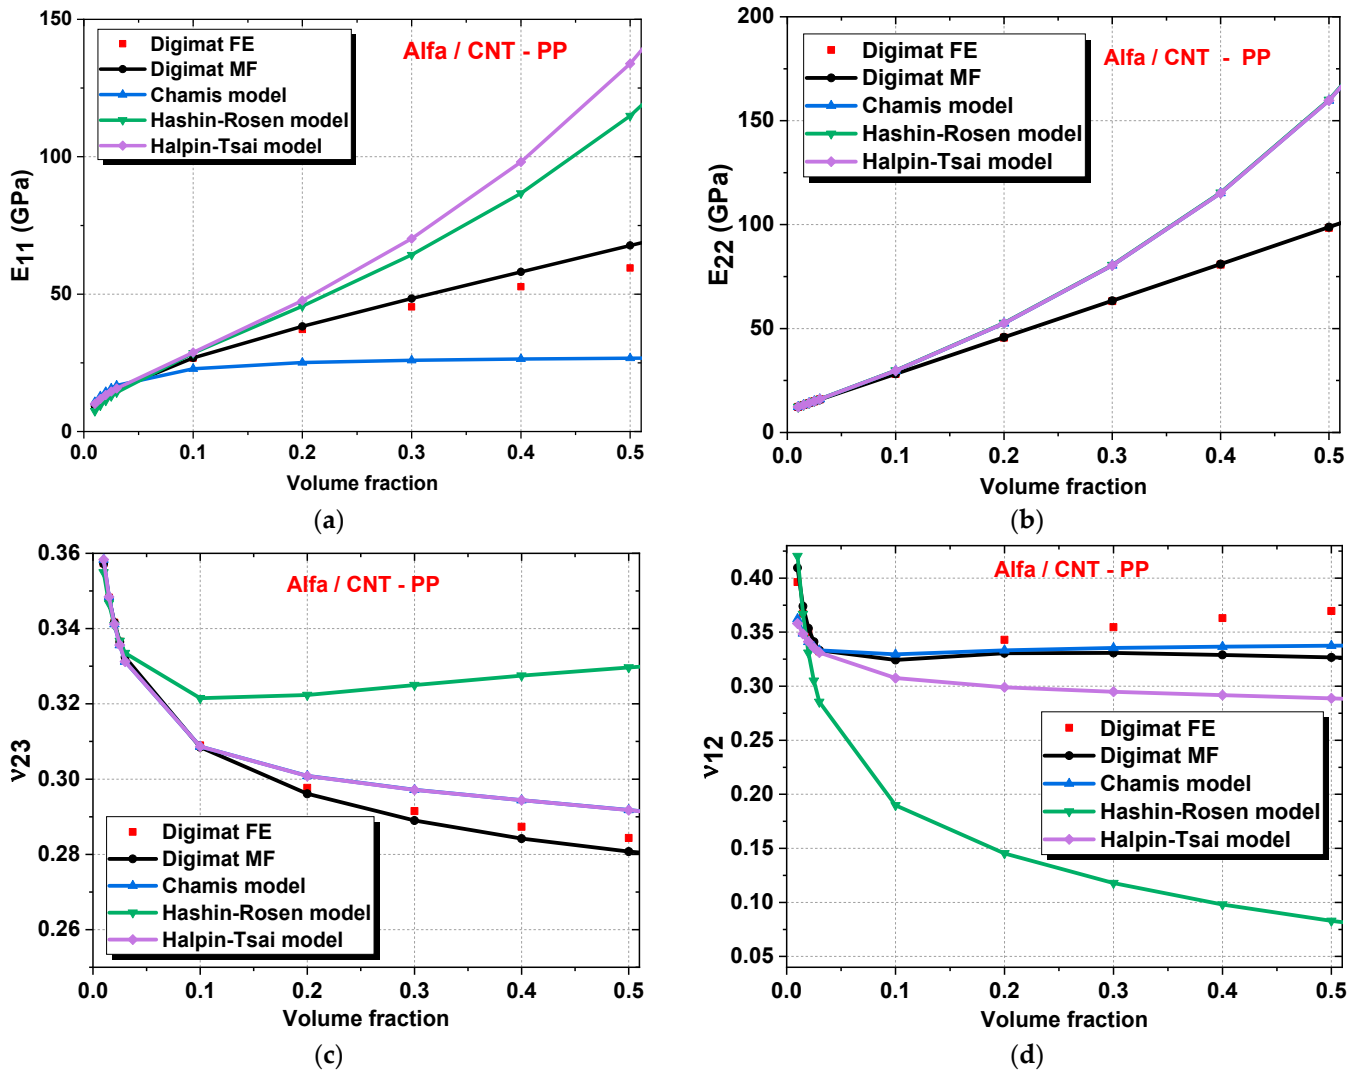 150
100
50
0
E11 (GPa)
Digimat FE
Digimat MF
Chamis model
Hashin-Rosen model
Halpin-Tsai model
Alfa / CNT - PP
0.0 0.1 0.2 0.3 0.4 0.5
Volume fraction
(a)
200
150
100
50
0
E22 (GPa)
Digimat FE
Digimat MF
Chamis model
Hashin-Rosen model
Halpin-Tsai model
Alfa / CNT - PP
0.0 0.1 0.2 0.3 0.4 0.5
Volume fraction
(b)
0.36
0.34
0.32
0.30
0.28
0.26
ν23
Alfa / CNT - PP
Digimat FE
Digimat MF
Chamis model
Hashin-Rosen model
Halpin-Tsai model
0.0 0.1 0.2 0.3 0.4 0.5
Volume fraction
(c)
0.40
0.35
0.30
0.25
0.20
0.15
0.10
0.05
ν12
Alfa / CNT - PP
Digimat FE
Digimat MF
Chamis model
Hashin-Rosen model
Halpin-Tsai model
0.0 0.1 0.2 0.3 0.4 0.5
Volume fraction
(d)